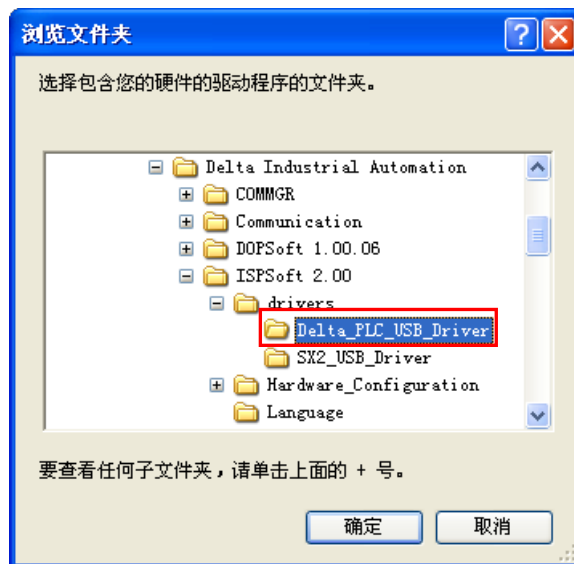 浏览文件夹
选择包含您的硬件的驱动程序的文件夹。
Delta Industrial Automation
COMMGR
Communication
DOPSoft 1.00.06
ISPSoft 2.00
drivers
Delta_PLC_USB_Driver
SX2_USB_Driver
Hardware_Configuration
Language
要查看任何子文件夹，请单击上面的 + 号。
确定 取消